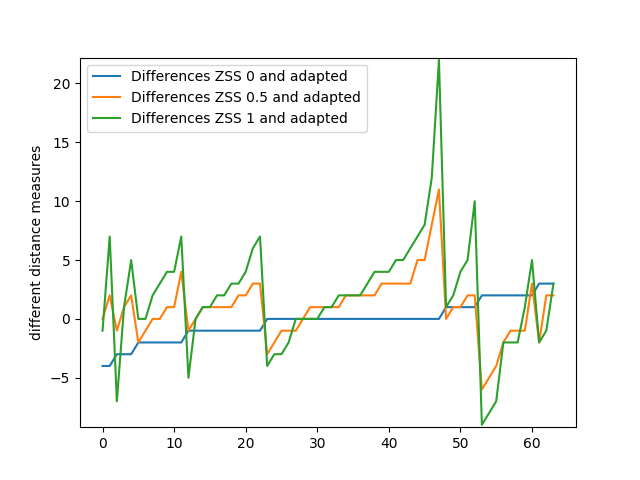 Differences ZSS 0 and adapted
Differences ZSS 0.5 and adapted
Differences ZSS 1 and adapted
different distance measures
20
15
10
5
0
−5
0 10 20 30 40 50 60